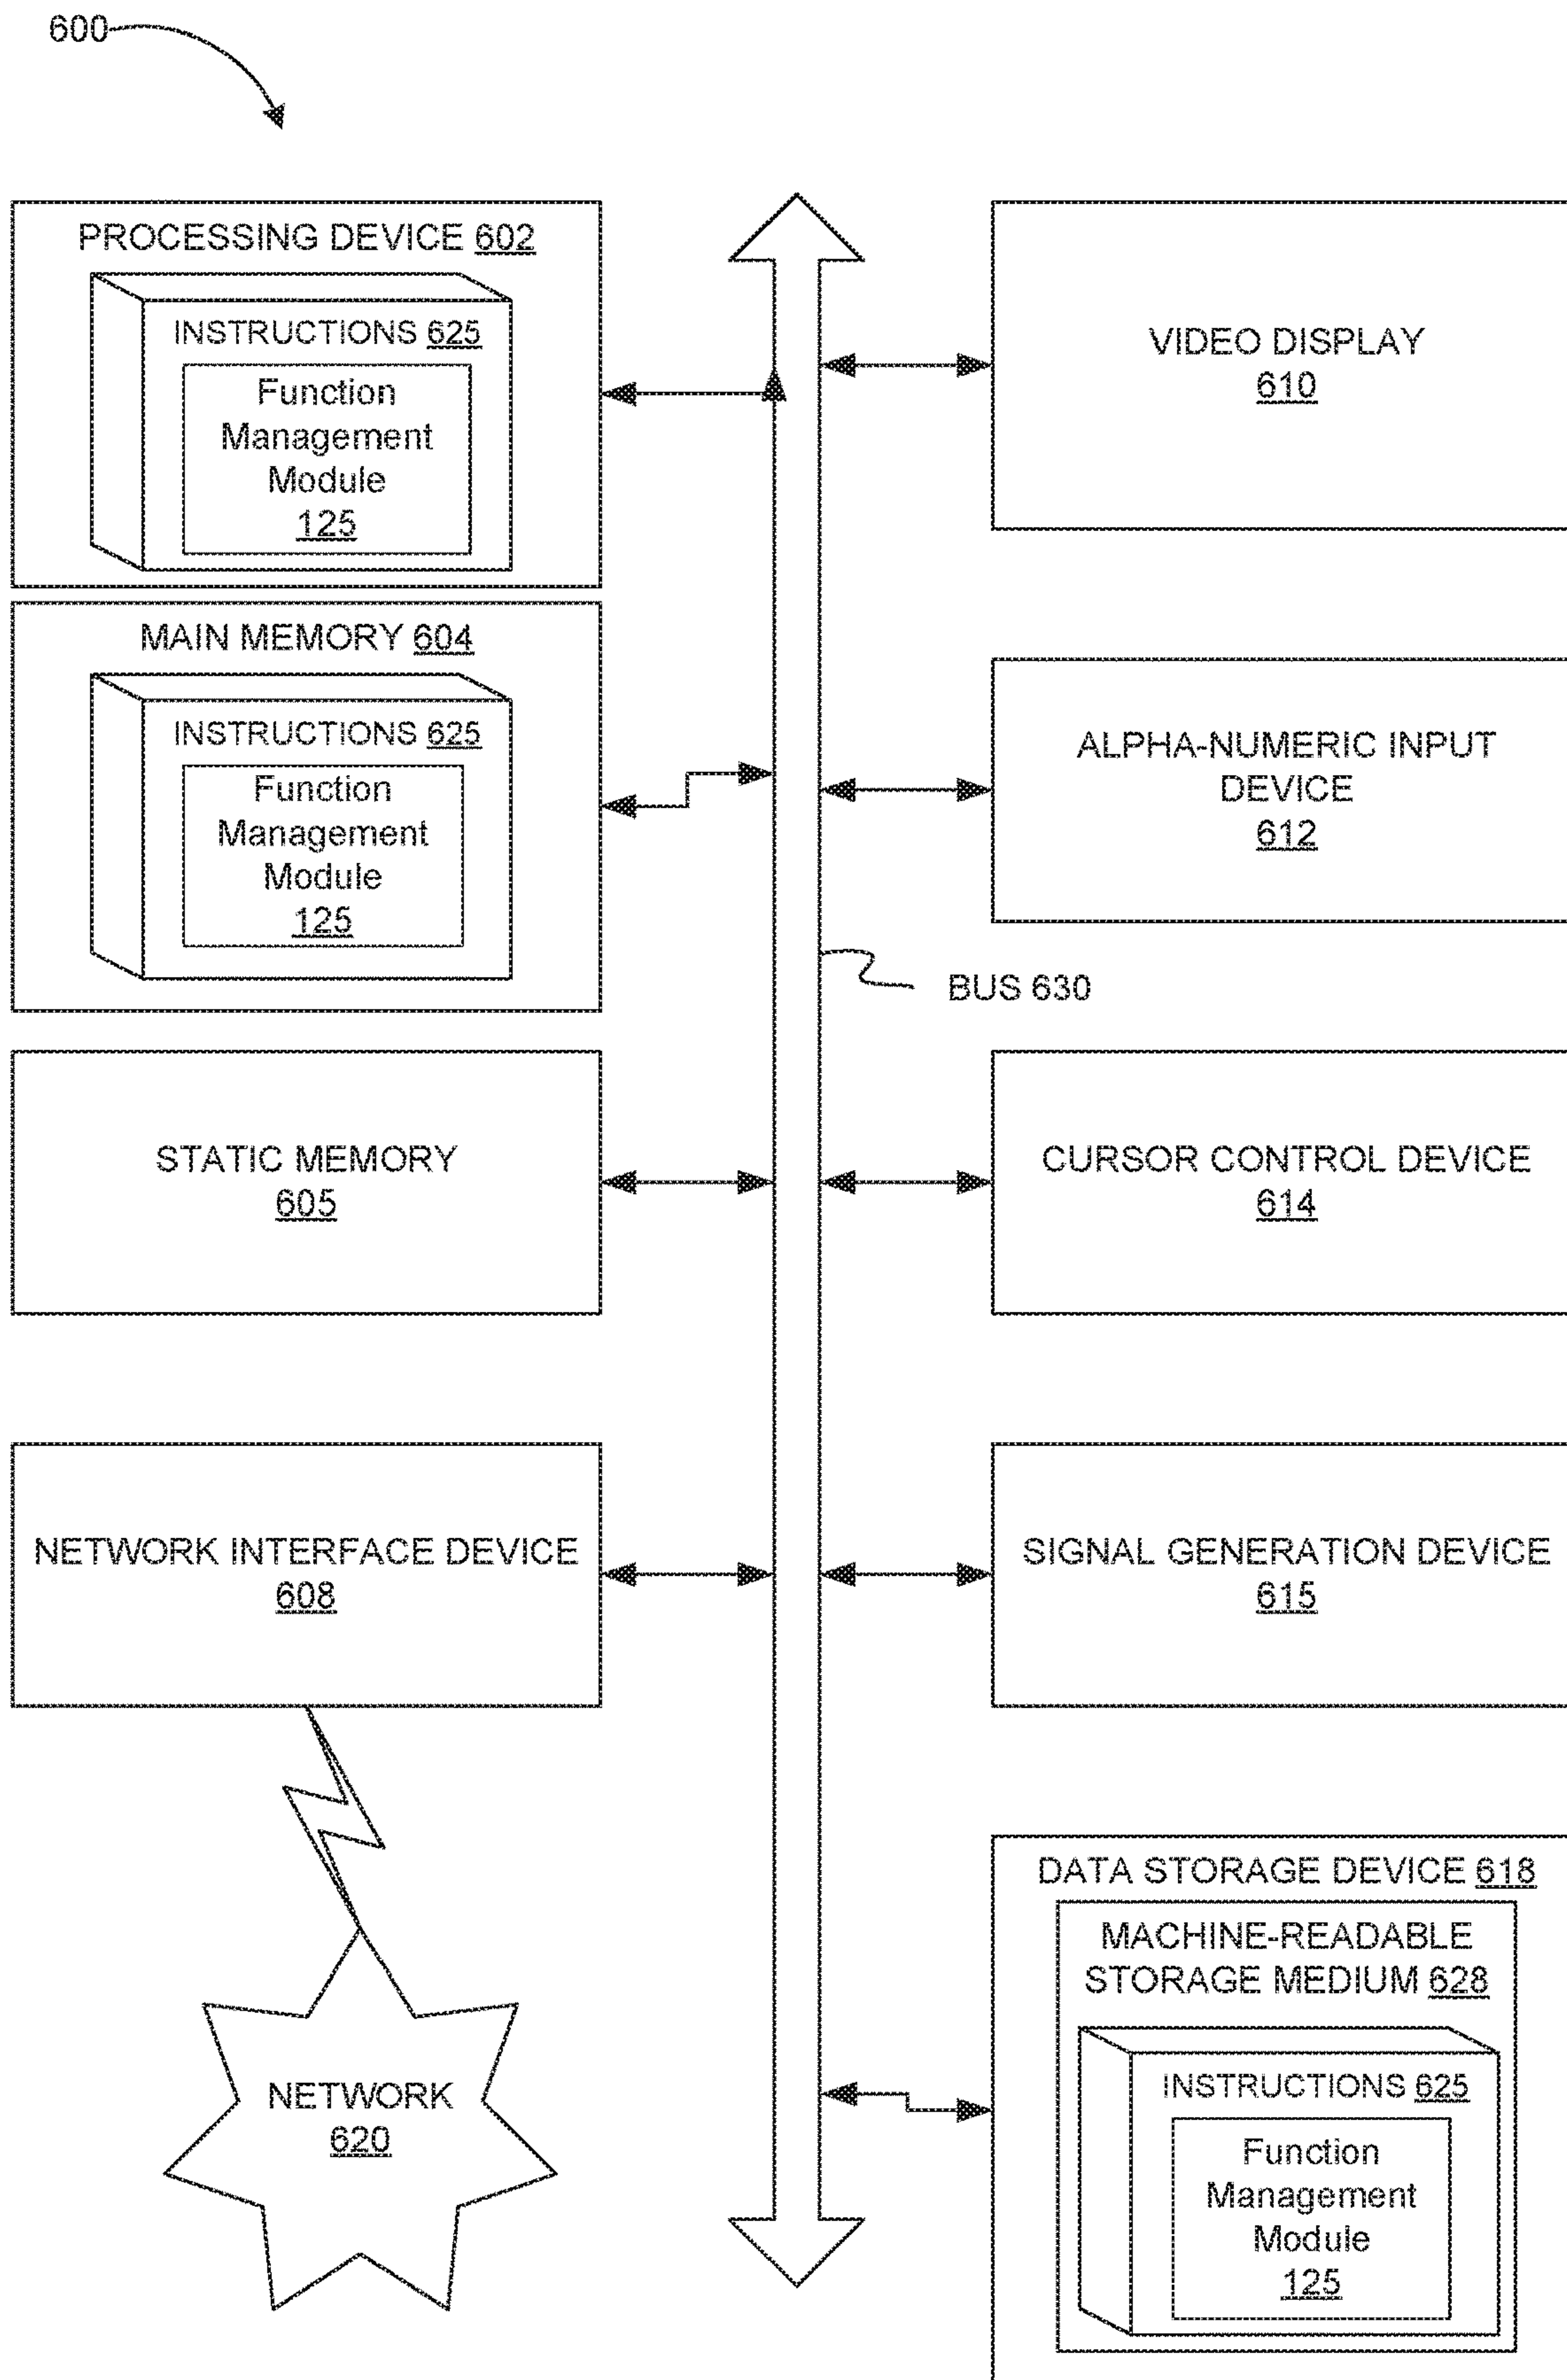 600
PROCESSING DEVICE 602
INSTRUCTIONS 625
Function
Management
Module
125
MAIN MEMORY 604
INSTRUCTIONS 625
Function
Management
Module
125
STATIC MEMORY
605
NETWORK INTERFACE DEVICE
608
NETWORK
620
BUS 630
VIDEO DISPLAY
610
ALPHA-NUMERIC INPUT
DEVICE
612
CURSOR CONTROL DEVICE
614
SIGNAL GENERATION DEVICE
615
DATA STORAGE DEVICE 618
MACHINE-READABLE
STORAGE MEDIUM 628
INSTRUCTIONS 625
Function
Management
Module
125